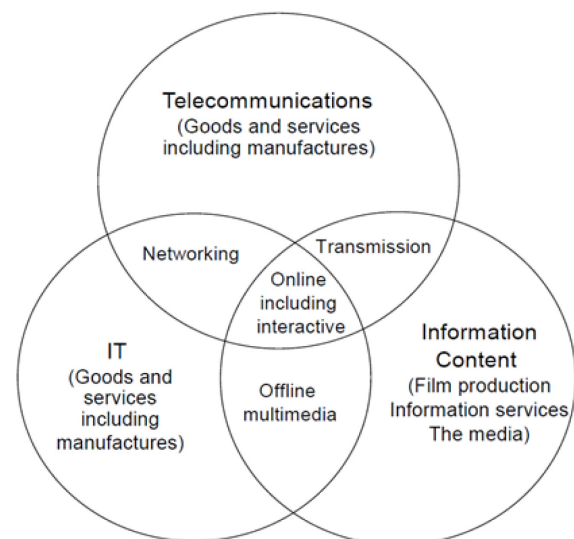 Telecommunications
(Goods and services
including manufactures)
Networking
Transmission
Online
including
interactive
IT
(Goods and
services
including
manufactures)
Information
Content
(Film production
Information services
The media)
Offline
multimedia